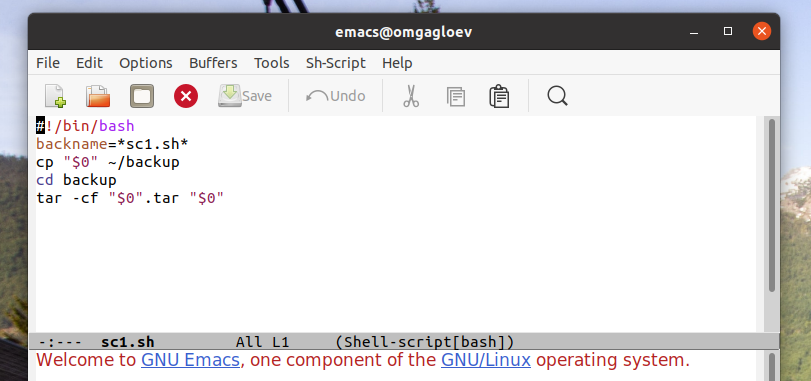 emacs@omgagloev
File Edit Options Buffers Tools Sh-Script Help
Save Undo
#!/bin/bash
backname=*sc1.sh*
cp "$0" ~/backup
cd backup
tar -cf "$0".tar "$0"
-:--- sc1.sh All L1 (Shell-script[bash])
Welcome to GNU Emacs, one component of the GNU/Linux operating system.